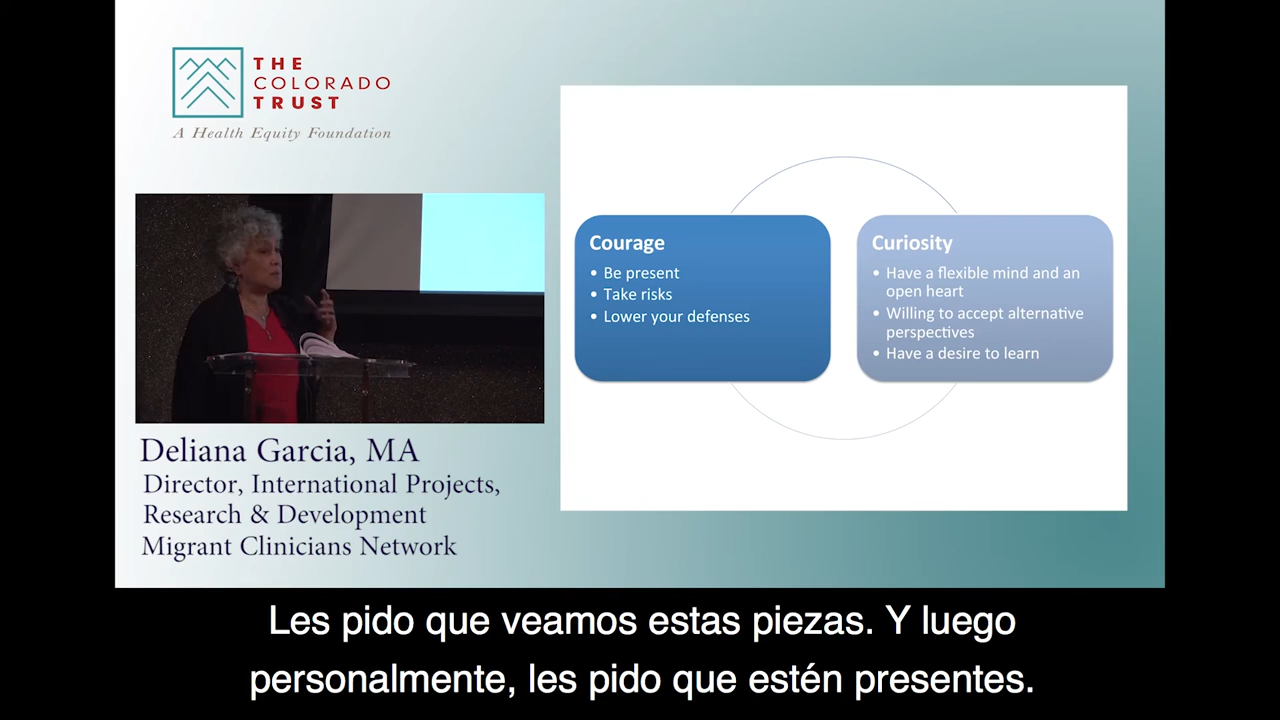 THE
COLORADO
TRUST
A Health Equity Foundation
Deliana Garcia, MA
Director, International Projects,
Research & Development
Migrant Clinicians Network
Courage
• Be present
• Take risks
• Lower your defenses
Curiosity
• Have a flexible mind and an
open heart
• Willing to accept alternative
perspectives
• Have a desire to learn
Les pido que veamos estas piezas. Y luego
personalmente, les pido que estén presentes.